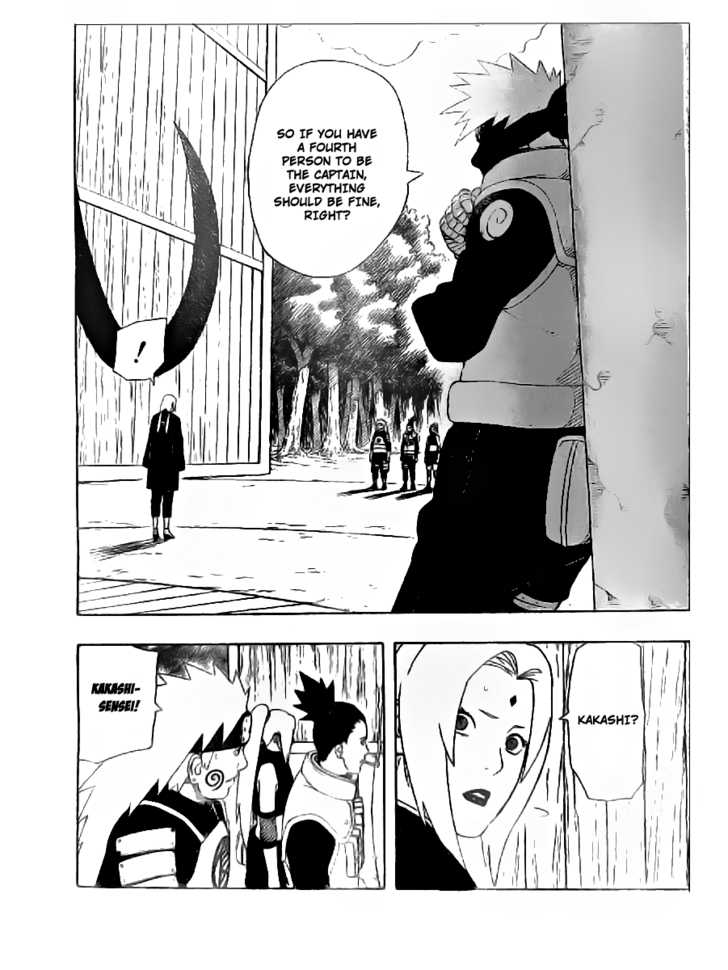 SO IF YOU HAVE
A FOURTH
PERSON TO BE
THE CAPTAIN,
EVERYTHING
SHOULD BE FINE,
RIGHT?
!
KAKASHI?
KAKASHI-
SENSEI!